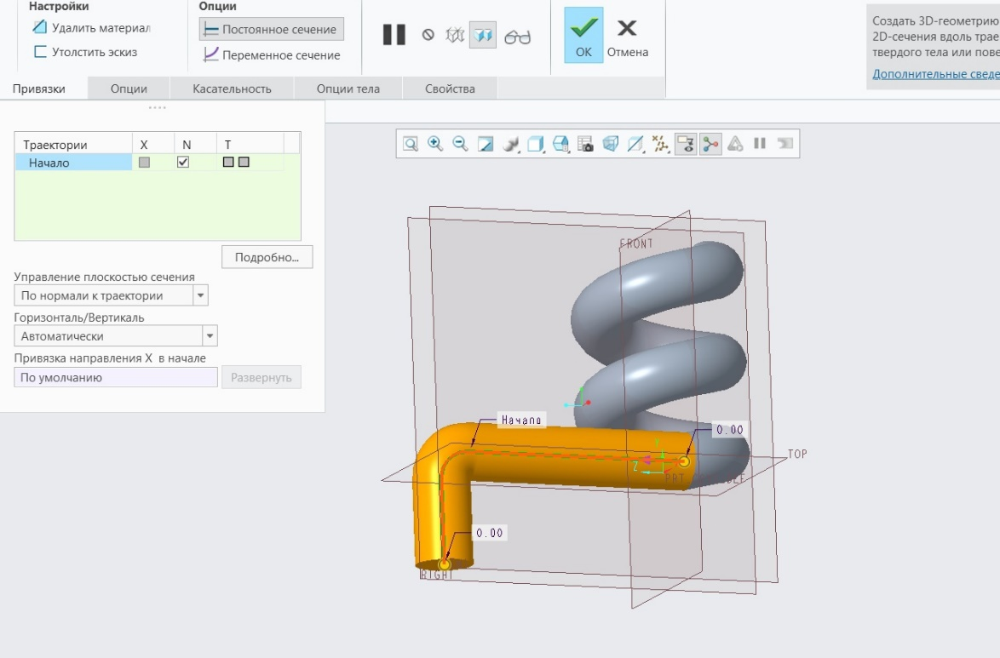 Настройки
Удалить материал
Утолстить эскиз
Опции
Постоянное сечение
Переменное сечение
OK
Отмена
Создать 3D-геометрию
2D-сечения вдоль трае
твердого тела или пове
Дополнительные сведе
Привязки
Опции
Касательность
Опции тела
Свойства
Траектории X N T
Начало
Подробно...
Управление плоскостью сечения
По нормали к траектории
Горизонталь/Вертикаль
Автоматически
Привязка направления X в начале
По умолчанию
Развернуть
FRONT
Начало
0.00
TOP
Y
Z
PRT
0.00
RIGHT